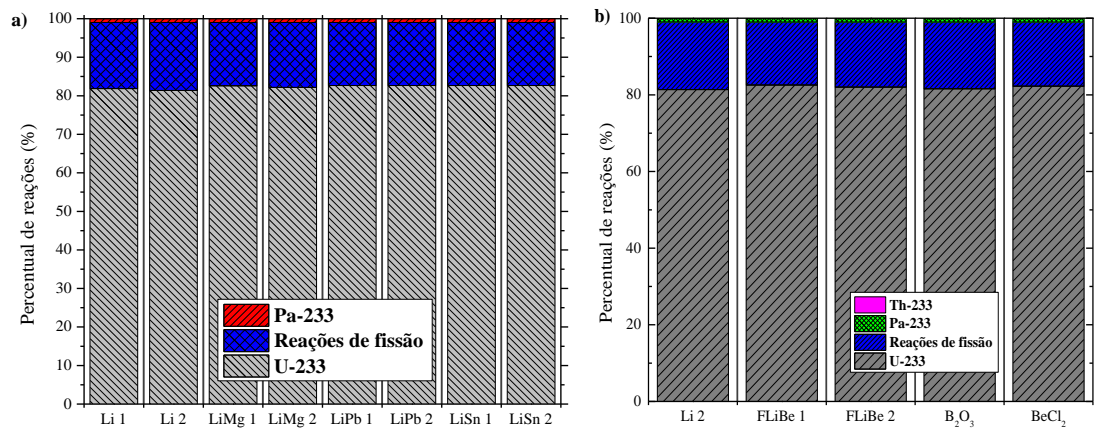 a)
Percentual de reações (%)
100
90
80
70
60
50
40
30
20
10
0
Pa-233
Reações de fissão
U-233
Li 1 Li 2 LiMg 1 LiMg 2 LiPb 1 LiPb 2 LiSn 1 LiSn 2
b)
Percentual de reações (%)
100
80
60
40
20
0
Th-233
Pa-233
Reações de fissão
U-233
Li 2 FLiBe 1 FLiBe 2 B₂O₃ BeCl₂